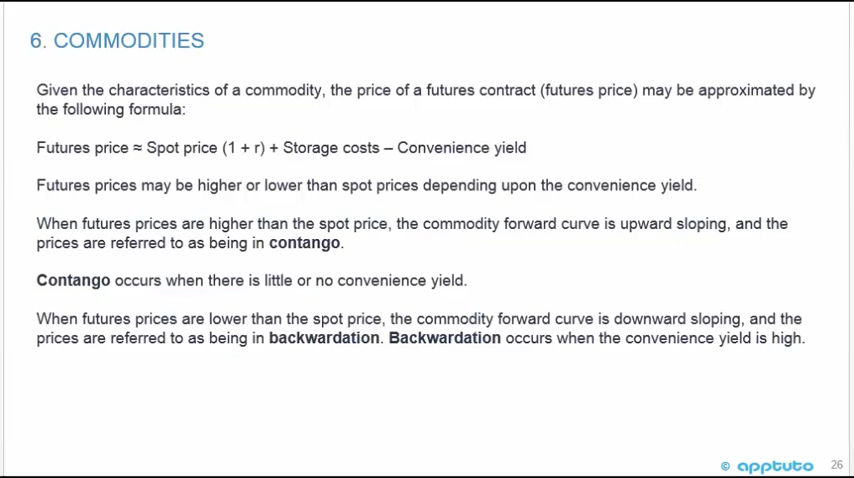 6. COMMODITIES
Given the characteristics of a commodity, the price of a futures contract (futures price) may be approximated by
the following formula:
Futures price ≈ Spot price (1 + r) + Storage costs – Convenience yield
Futures prices may be higher or lower than spot prices depending upon the convenience yield.
When futures prices are higher than the spot price, the commodity forward curve is upward sloping, and the
prices are referred to as being in contango.
Contango occurs when there is little or no convenience yield.
When futures prices are lower than the spot price, the commodity forward curve is downward sloping, and the
prices are referred to as being in backwardation. Backwardation occurs when the convenience yield is high.
© apptuto 26